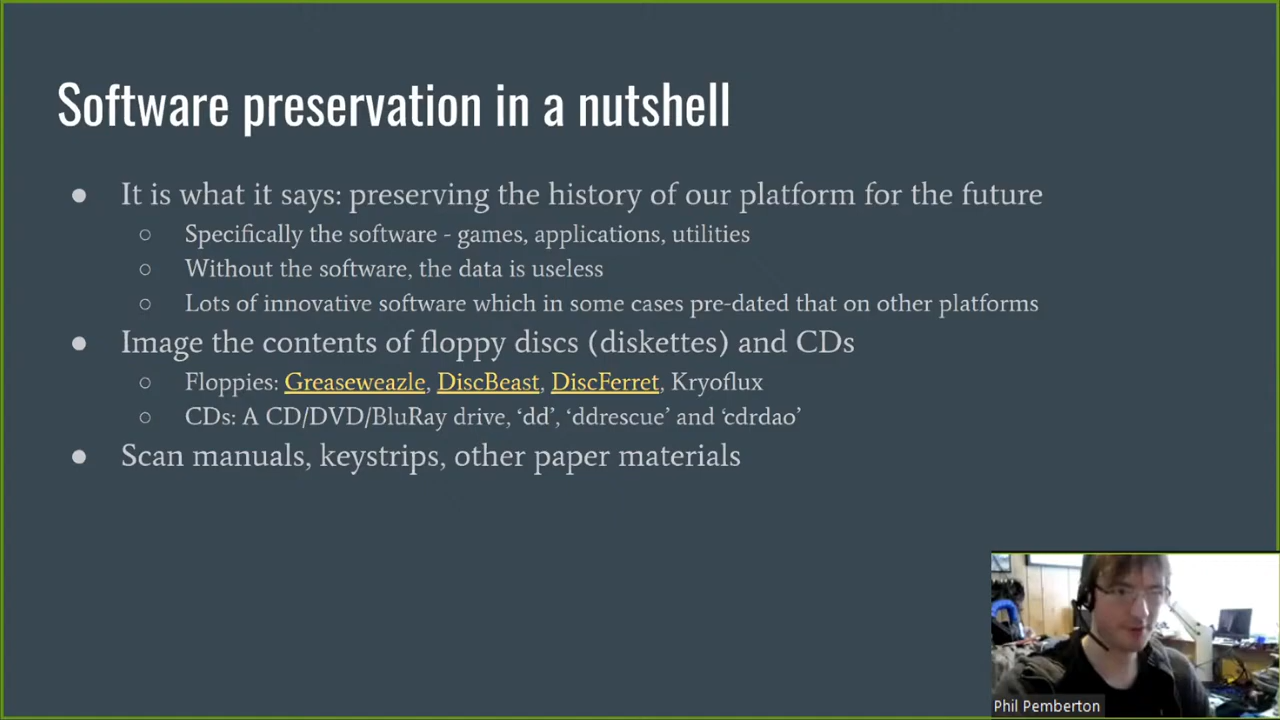 Software preservation in a nutshell
● It is what it says: preserving the history of our platform for the future
○ Specifically the software - games, applications, utilities
○ Without the software, the data is useless
○ Lots of innovative software which in some cases pre-dated that on other platforms
● Image the contents of floppy discs (diskettes) and CDs
○ Floppies: Greaseweazle, DiscBeast, DiscFerret, Kryoflux
○ CDs: A CD/DVD/BluRay drive, ‘dd’, ‘ddrescue’ and ‘cdrdao’
● Scan manuals, keystrips, other paper materials
Phil Pemberton